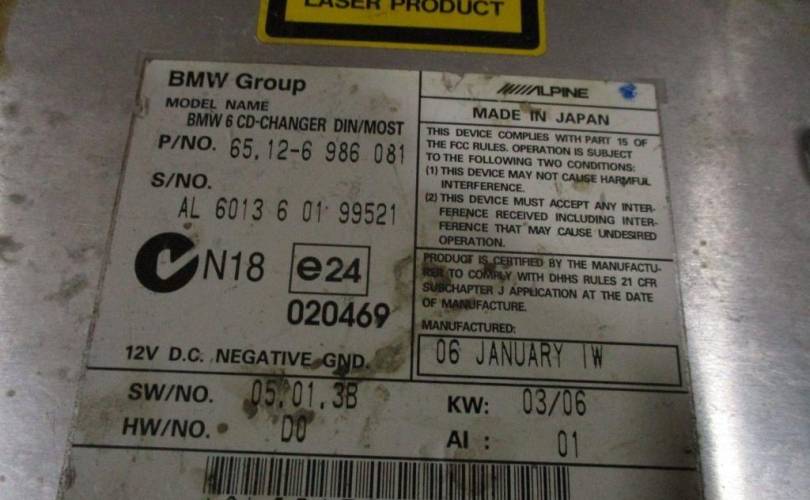 LASER PRODUCT
BMW Group
MODEL NAME
BMW 6 CD-CHANGER DIN/MOST
P/NO. 65.12-6 986 081
S/NO.
AL 6013 6 01 99521
N18 e24
020469
12V D.C. NEGATIVE GND.
ALPINE
MADE IN JAPAN
THIS DEVICE COMPLIES WITH PART 15 OF
THE FCC RULES. OPERATION IS SUBJECT
TO THE FOLLOWING TWO CONDITIONS:
(1) THIS DEVICE MAY NOT CAUSE HARMFUL
INTERFERENCE.
(2) THIS DEVICE MUST ACCEPT ANY INTER-
FERENCE RECEIVED INCLUDING INTER-
FERENCE THAT MAY CAUSE UNDESIRED
OPERATION.
PRODUCT IS CERTIFIED BY THE MANUFACTU-
RER TO COMPLY WITH DHHS RULES 21 CFR
SUBCHAPTER J APPLICATION AT THE DATE
OF MANUFACTURE.
MANUFACTURED:
06 JANUARY IW
SW/NO. 05.01.3B
HW/NO. D0
KW: 03/06
AI : 01